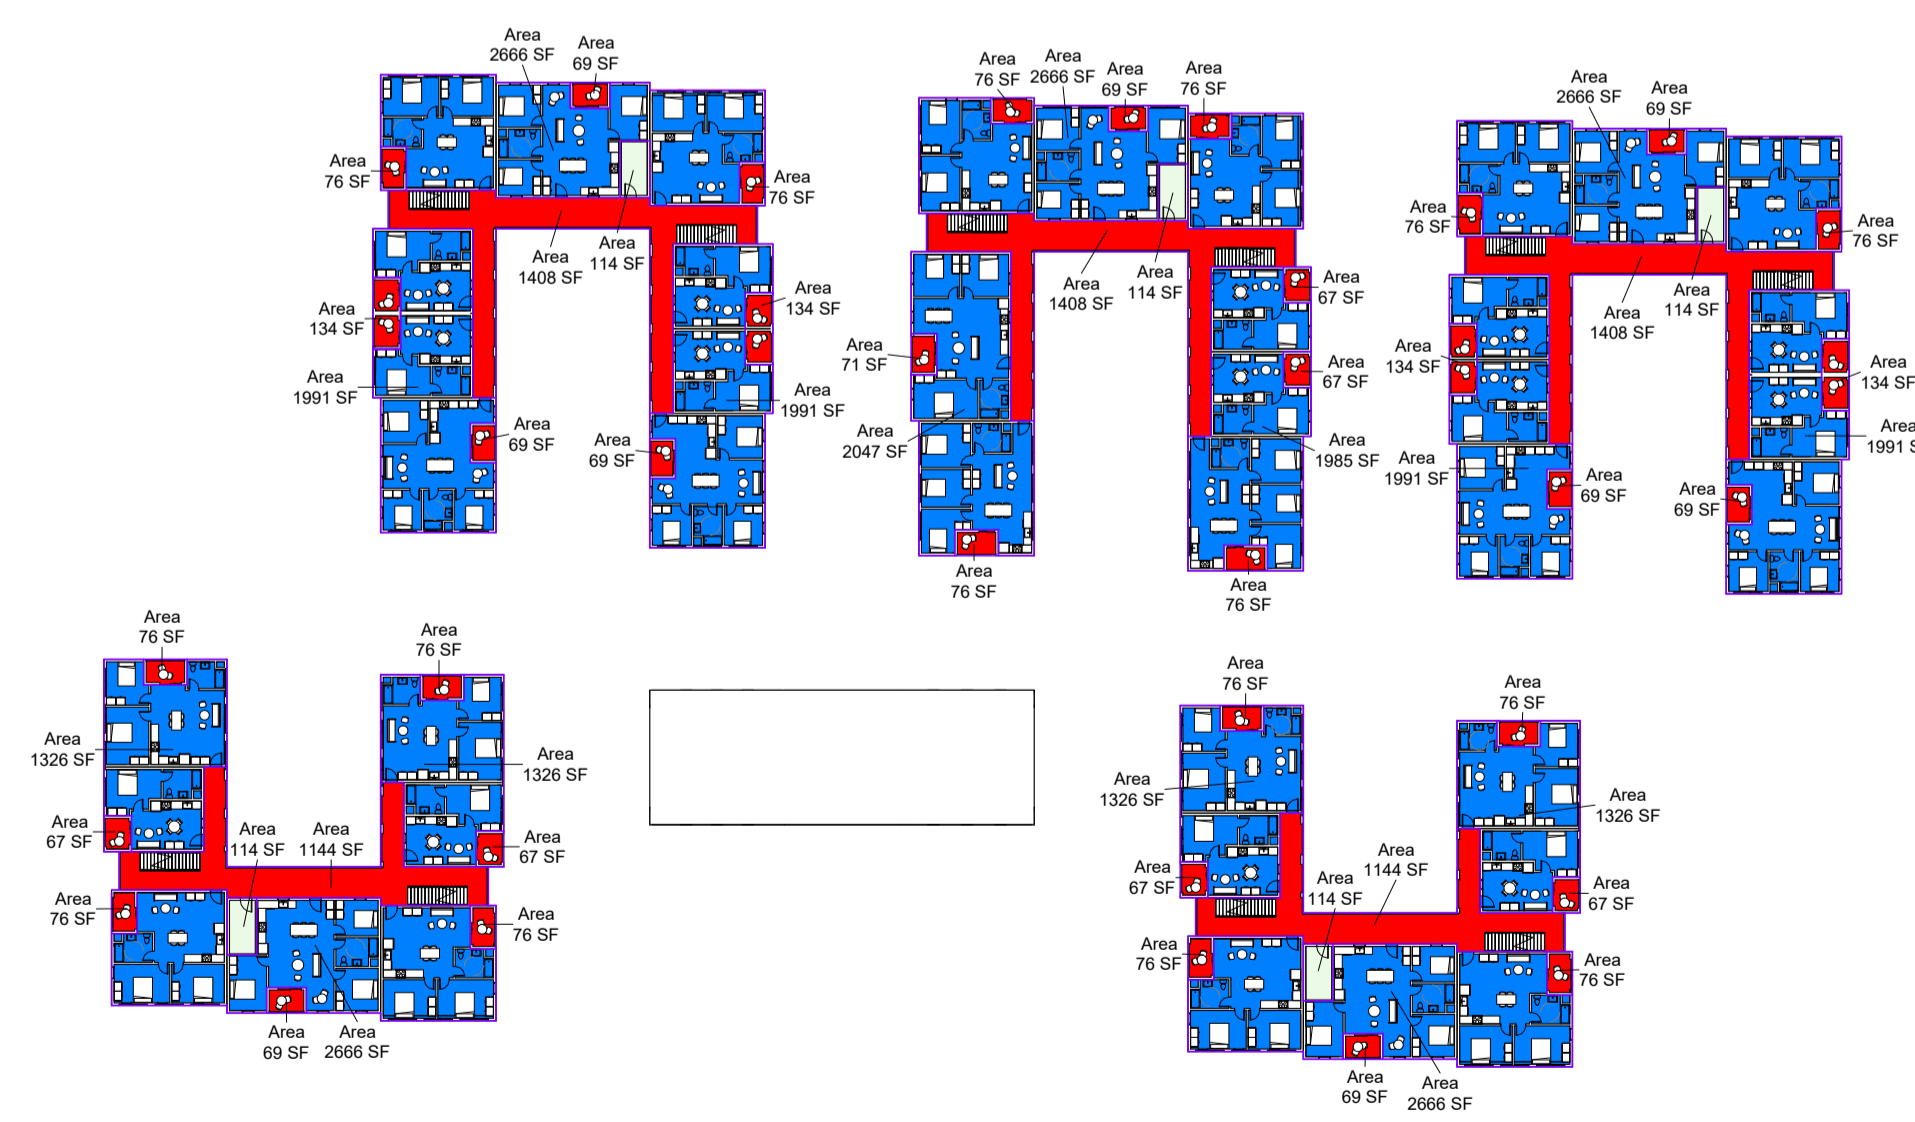 Area
2666 SF
Area
69 SF
Area
76 SF
Area
76 SF
Area
1408 SF
Area
114 SF
Area
134 SF
Area
134 SF
Area
1991 SF
Area
1991 SF
Area
69 SF
Area
69 SF
Area
76 SF
Area
2666 SF
Area
69 SF
Area
76 SF
Area
1408 SF
Area
114 SF
Area
67 SF
Area
71 SF
Area
67 SF
Area
2047 SF
Area
1985 SF
Area
76 SF
Area
76 SF
Area
2666 SF
Area
69 SF
Area
76 SF
Area
76 SF
Area
1408 SF
Area
114 SF
Area
134 SF
Area
134 SF
Area
1991 SF
Area
1991 S
Area
69 SF
Area
69 SF
Area
76 SF
Area
76 SF
Area
1326 SF
Area
1326 SF
Area
67 SF
Area
114 SF
Area
1144 SF
Area
67 SF
Area
76 SF
Area
76 SF
Area
69 SF
Area
2666 SF
Area
76 SF
Area
76 SF
Area
1326 SF
Area
1326 SF
Area
67 SF
Area
114 SF
Area
1144 SF
Area
67 SF
Area
76 SF
Area
76 SF
Area
69 SF
Area
2666 SF